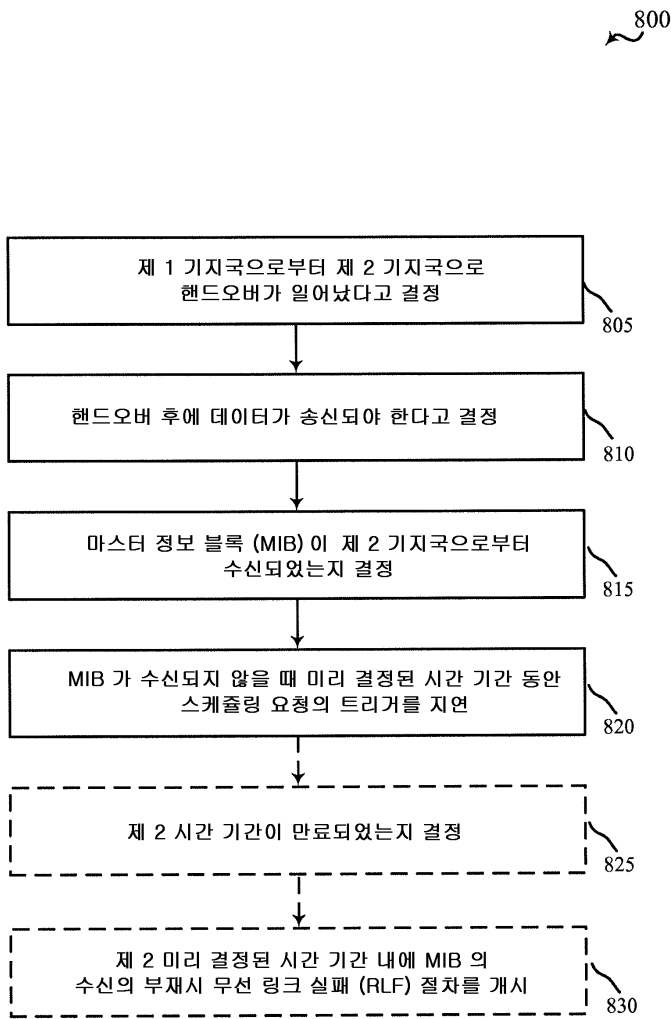 800
제 1 기지국으로부터 제 2 기지국으로
핸드오버가 일어났다고 결정
805
핸드오버 후에 데이터가 송신되야 한다고 결정
810
마스터 정보 블록 (MIB) 이 제 2 기지국으로부터
수신되었는지 결정
815
MIB 가 수신되지 않을 때 미리 결정된 시간 기간 동안
스케쥴링 요청의 트리거를 지연
820
제 2 시간 기간이 만료되었는지 결정
825
제 2 미리 결정된 시간 기간 내에 MIB 의
수신의 부재시 무선 링크 실패 (RLF) 절차를 개시
830